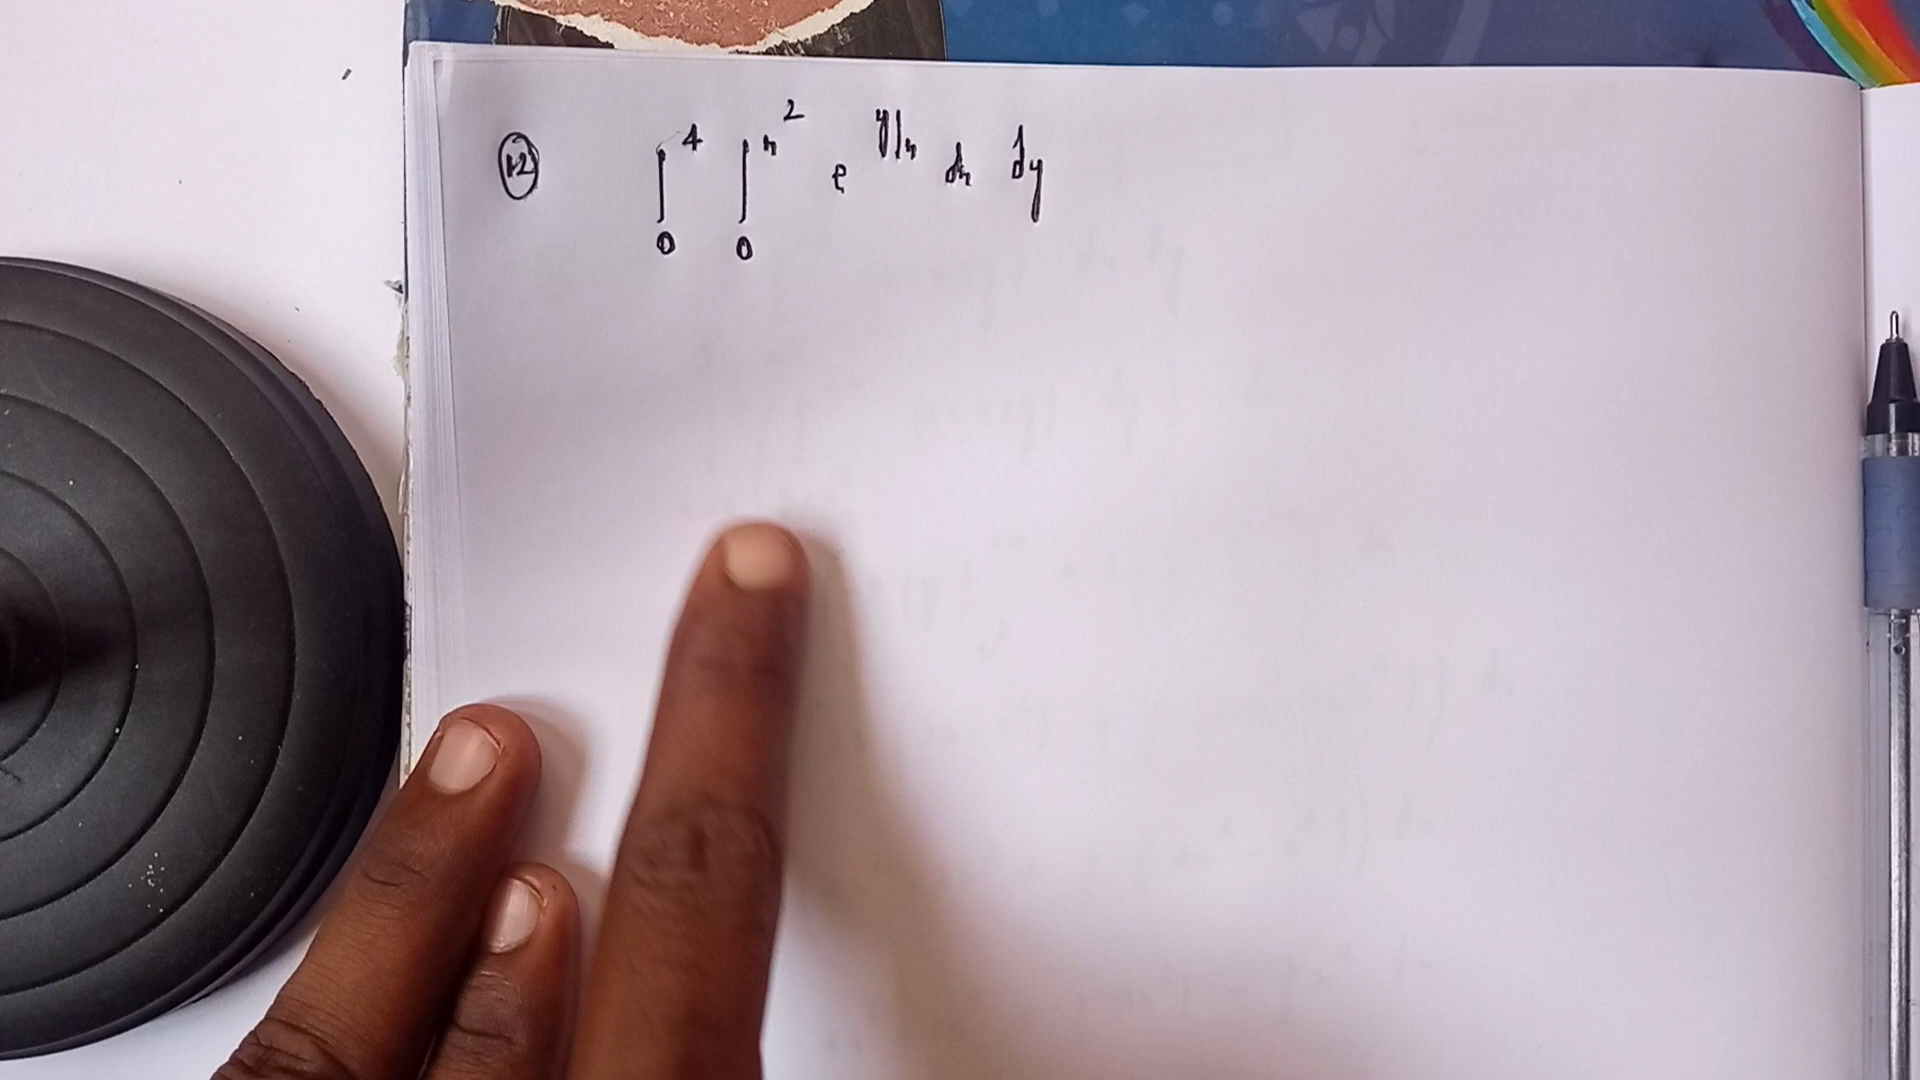 12 ∫₀⁴ ∫₀^x² e^y/x dx dy